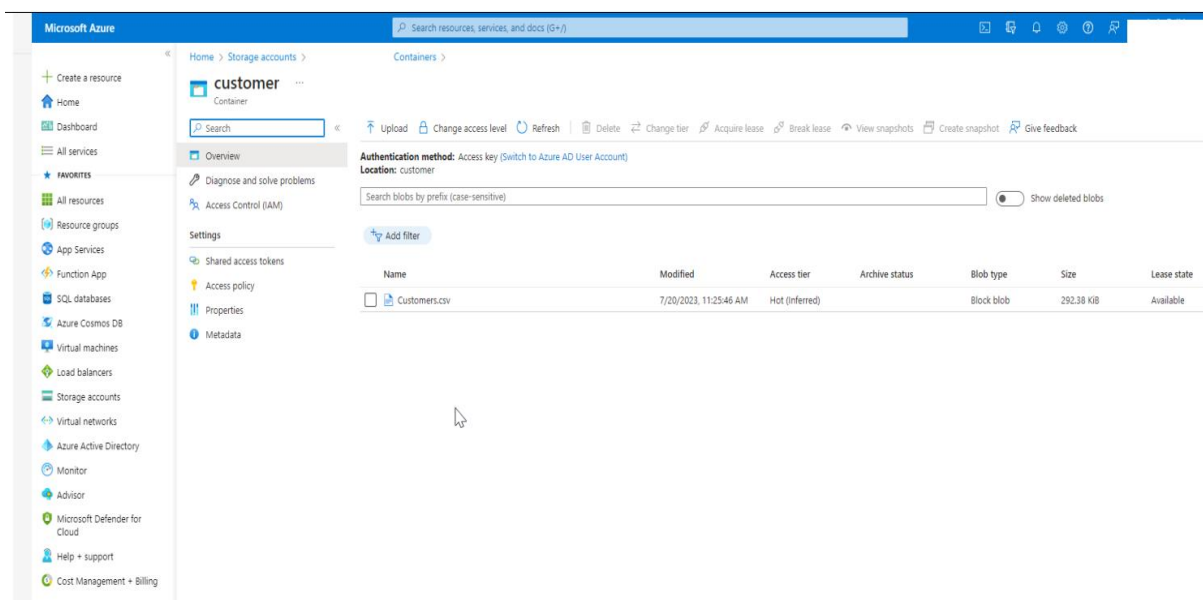 Microsoft Azure
Search resources, services, and docs (G+/)
Home > Storage accounts > Containers >
Create a resource
Home
Dashboard
All services
FAVORITES
All resources
Resource groups
App Services
Function App
SQL databases
Azure Cosmos DB
Virtual machines
Load balancers
Storage accounts
Virtual networks
Azure Active Directory
Monitor
Advisor
Microsoft Defender for
Cloud
Help + support
Cost Management + Billing
customer ...
Container
Search
Overview
Diagnose and solve problems
Access Control (IAM)
Settings
Shared access tokens
Access policy
Properties
Metadata
Upload Change access level Refresh Delete Change tier Acquire lease Break lease View snapshots Create snapshot Give feedback
Authentication method: Access key (Switch to Azure AD User Account)
Location: customer
Search blobs by prefix (case-sensitive)
Show deleted blobs
Add filter
Name Modified Access tier Archive status Blob type Size Lease state
Customers.csv 7/20/2023, 11:25:46 AM Hot (Inferred) Block blob 292.38 KiB Available